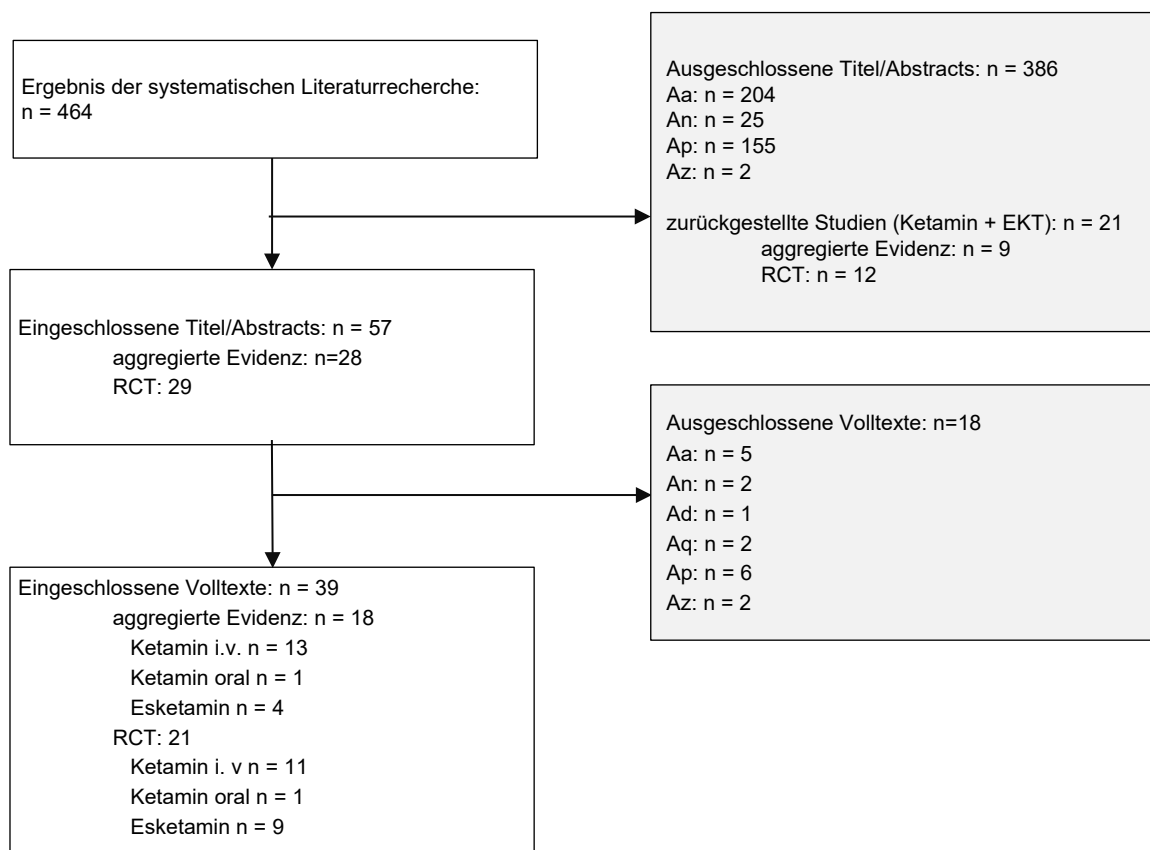 Ergebnis der systematischen Literaturrecherche:
n = 464
Ausgeschlossene Titel/Abstracts: n = 386
Aa: n = 204
An: n = 25
Ap: n = 155
Az: n = 2
zurückgestellte Studien (Ketamin + EKT): n = 21
aggregierte Evidenz: n = 9
RCT: n = 12
Eingeschlossene Titel/Abstracts: n = 57
aggregierte Evidenz: n=28
RCT: 29
Ausgeschlossene Volltexte: n=18
Aa: n = 5
An: n = 2
Ad: n = 1
Aq: n = 2
Ap: n = 6
Az: n = 2
Eingeschlossene Volltexte: n = 39
aggregierte Evidenz: n = 18
Ketamin i.v. n = 13
Ketamin oral n = 1
Esketamin n = 4
RCT: 21
Ketamin i. v n = 11
Ketamin oral n = 1
Esketamin n = 9